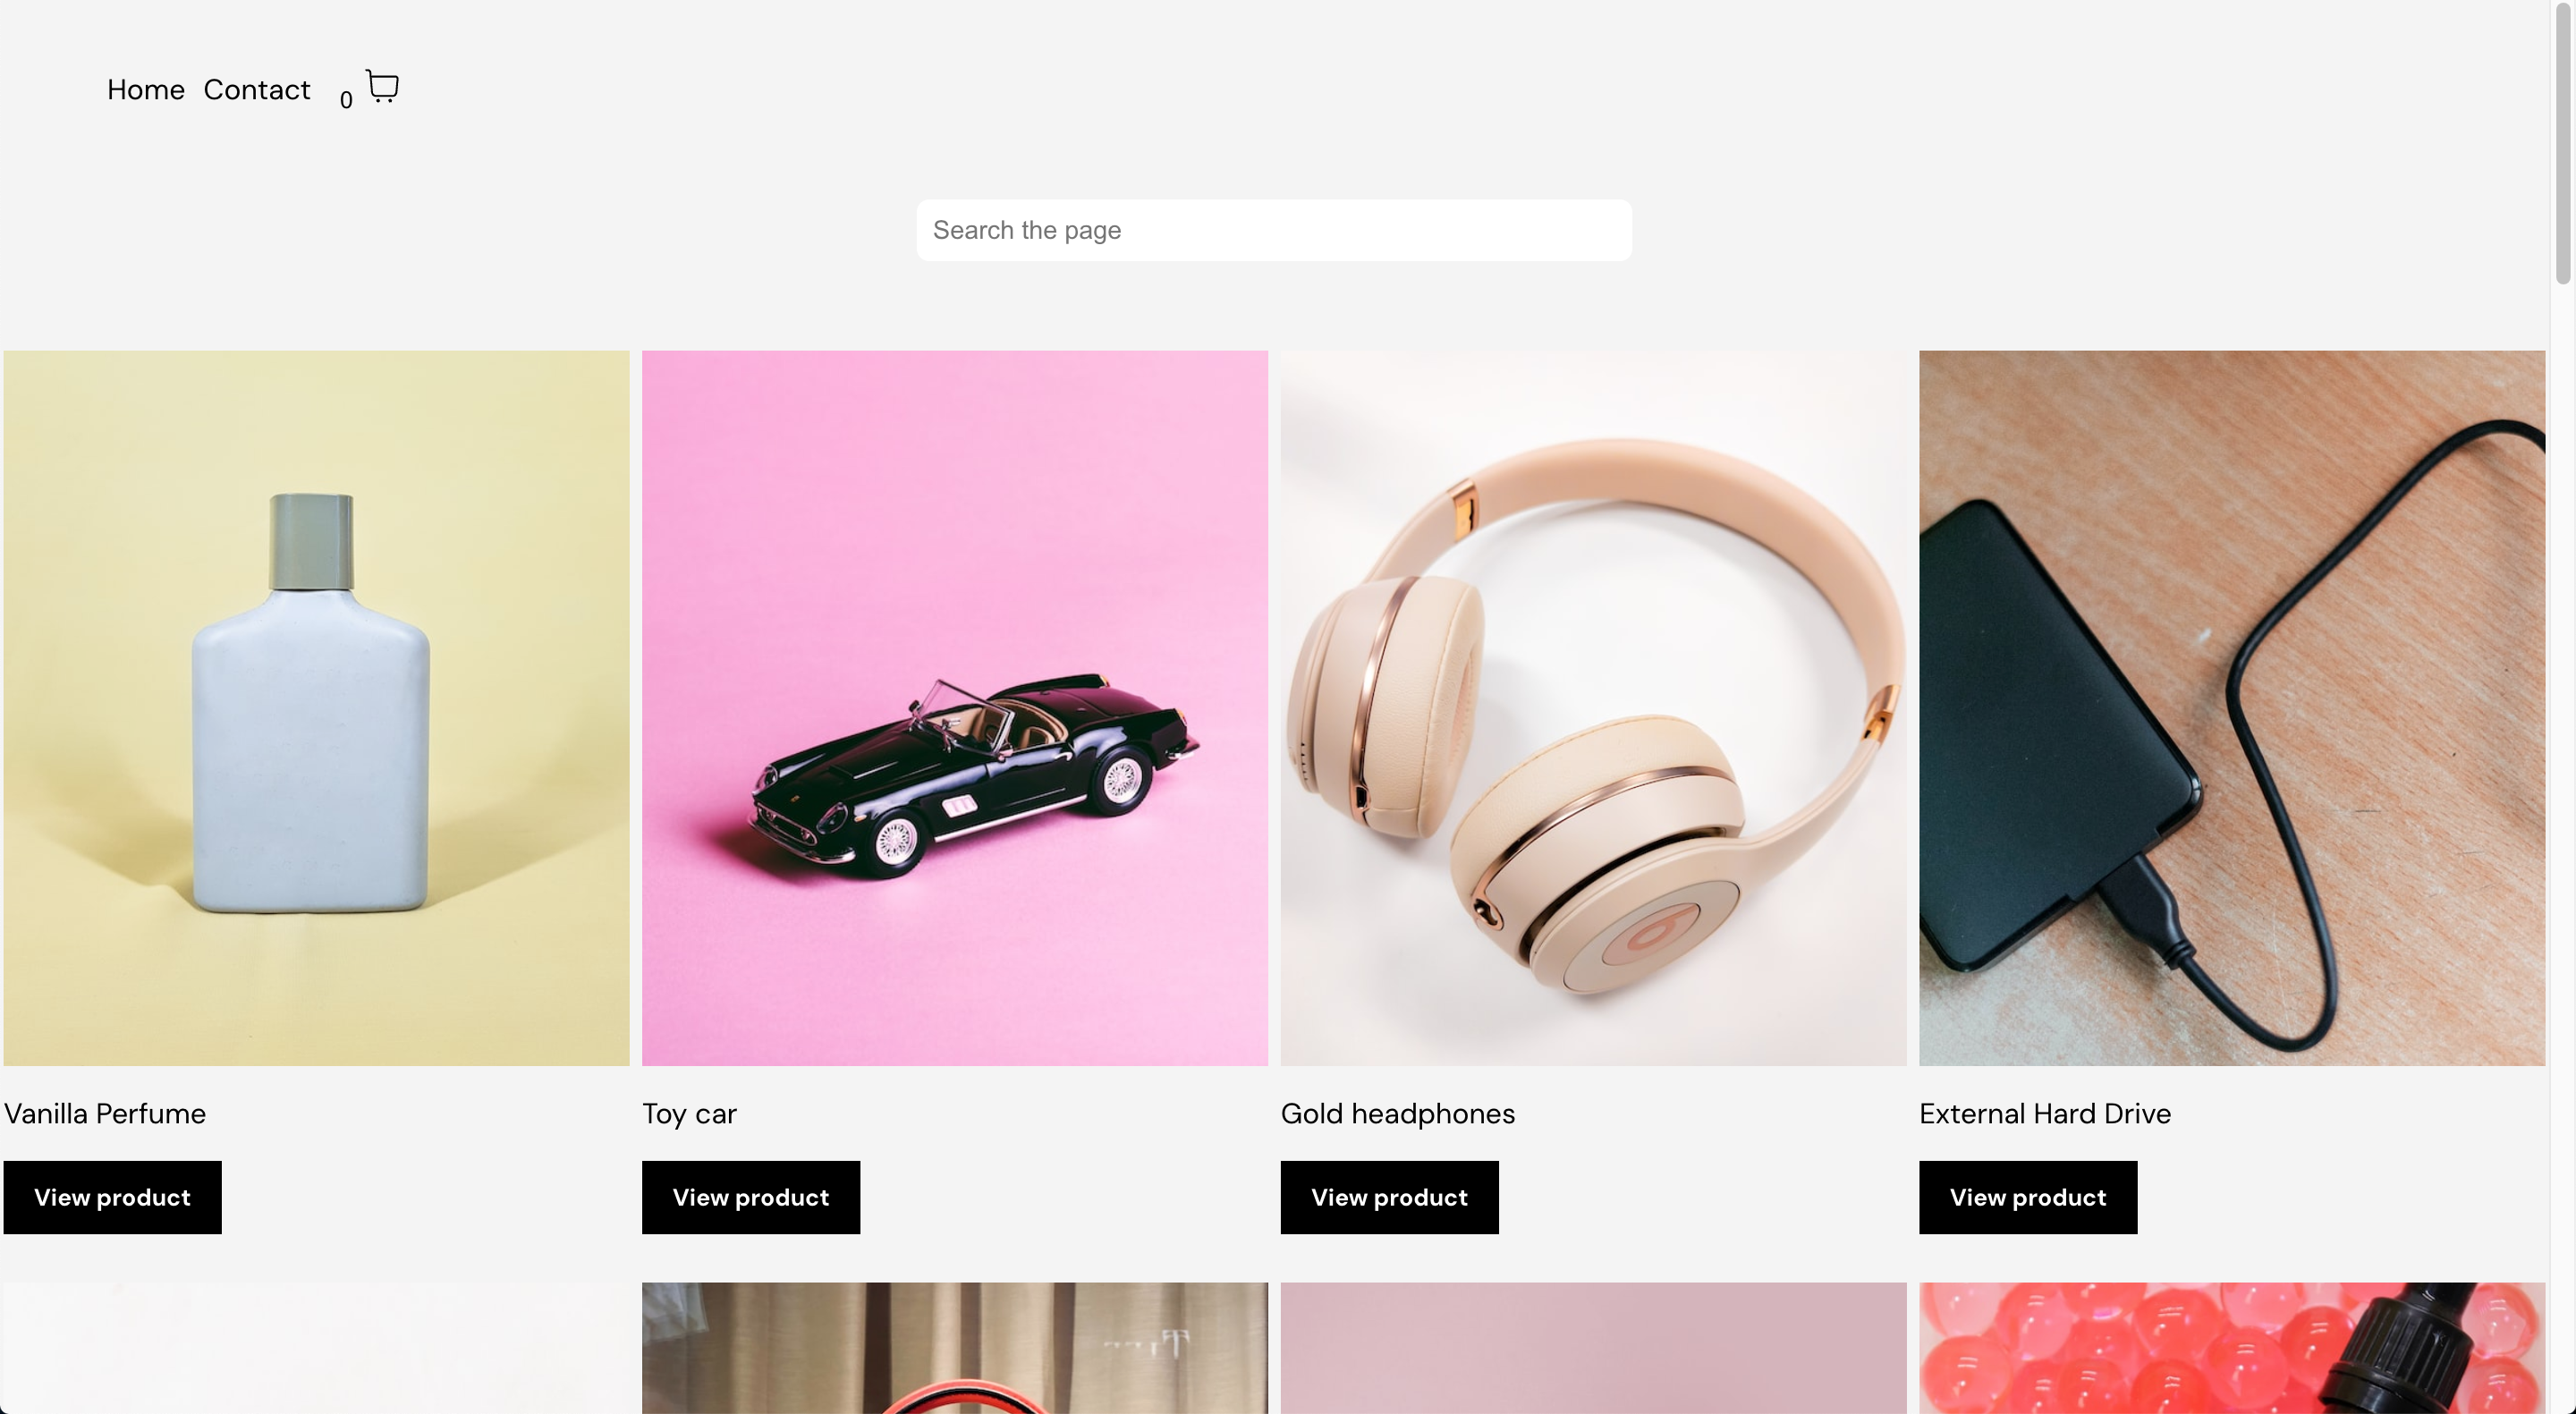 Home Contact 0
Search the page
Vanilla Perfume
Toy car
Gold headphones
External Hard Drive
View product
View product
View product
View product